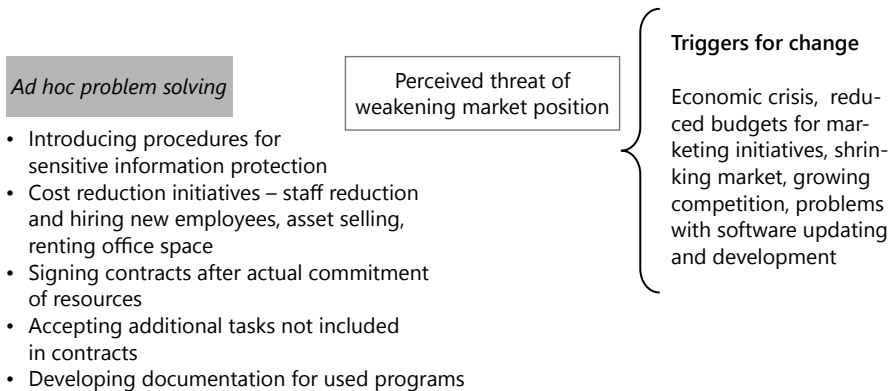 Ad hoc problem solving
• Introducing procedures for
sensitive information protection
• Cost reduction initiatives – staff reduction
and hiring new employees, asset selling,
renting office space
• Signing contracts after actual commitment
of resources
• Accepting additional tasks not included
in contracts
• Developing documentation for used programs
Perceived threat of
weakening market position
Triggers for change
Economic crisis, redu-
ced budgets for mar-
keting initiatives, shrin-
king market, growing
competition, problems
with software updating
and development